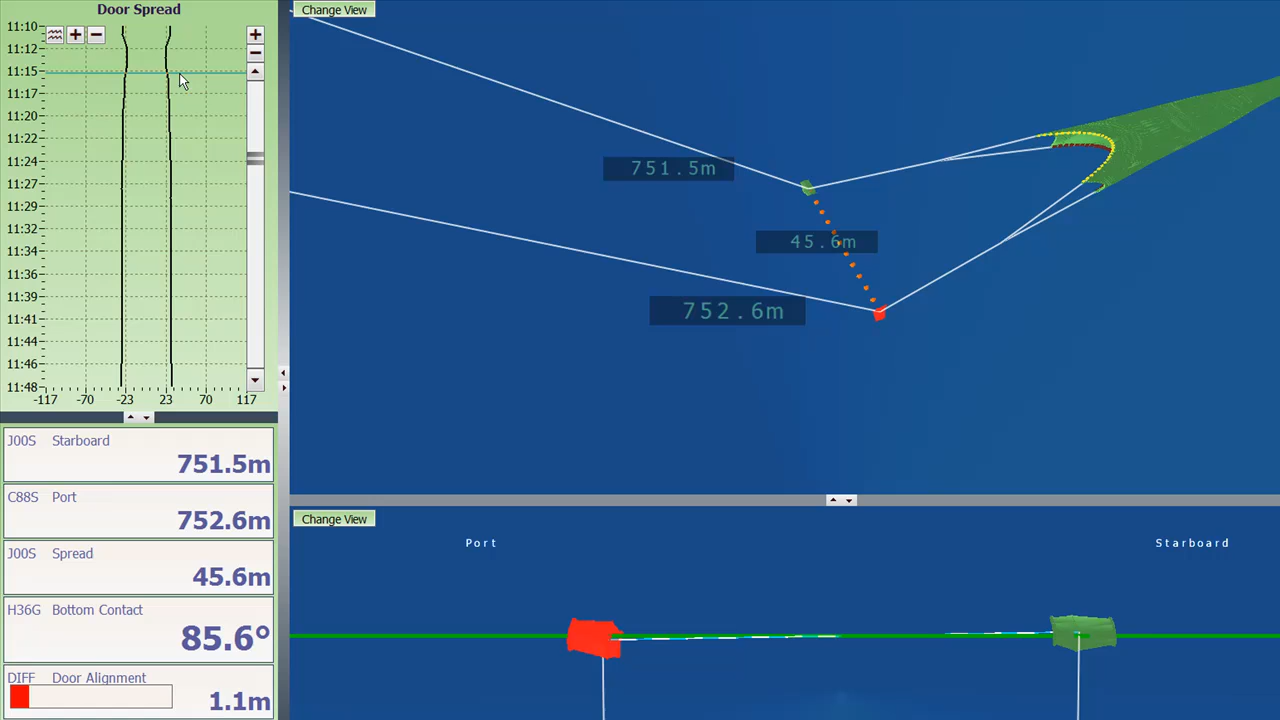 Door Spread
11:10
11:12
11:15
11:17
11:20
11:22
11:24
11:27
11:29
11:32
11:34
11:36
11:39
11:41
11:44
11:46
11:48
-117 -70 -23 23 70 117
J00S Starboard
751.5m
C88S Port
752.6m
J00S Spread
45.6m
H36G Bottom Contact
85.6°
DIFF Door Alignment
1.1m
Change View
751.5m
45.6m
752.6m
Change View
Port Starboard